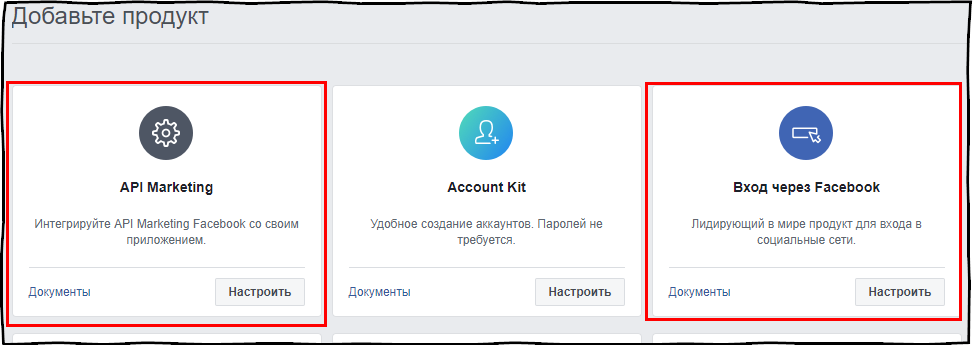 Добавьте продукт
API Marketing
Интегрируйте API Marketing Facebook со своим
приложением.
Документы
Настроить
Account Kit
Удобное создание аккаунтов. Паролей не
требуется.
Документы
Настроить
Вход через Facebook
Лидирующий в мире продукт для входа в
социальные сети.
Документы
Настроить